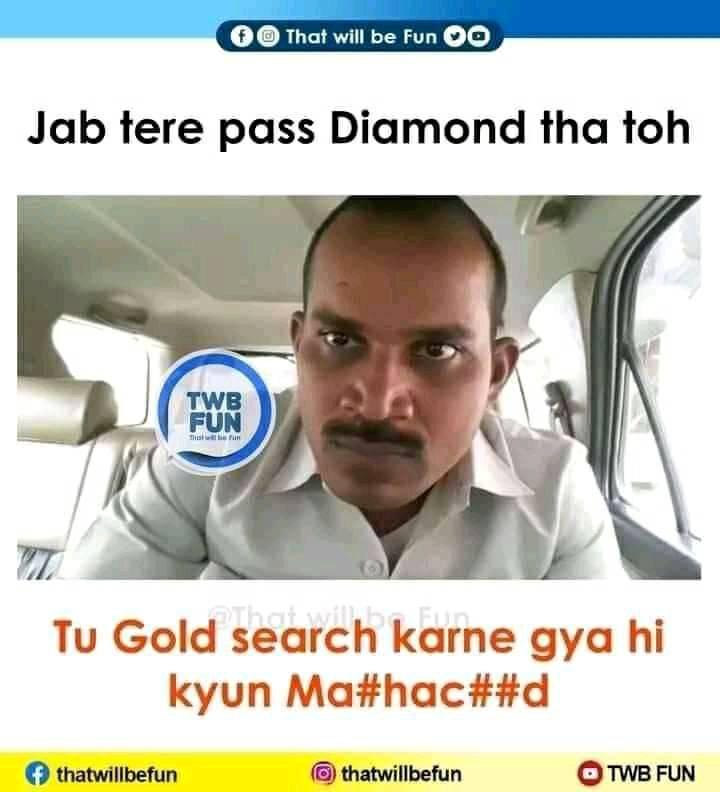 That will be Fun
Jab tere pass Diamond tha toh
TWB
FUN
That will be Fun
@That will be Fun
Tu Gold search karne gya hi
kyun Ma#hac##d
thatwillbefun
thatwillbefun
TWB FUN